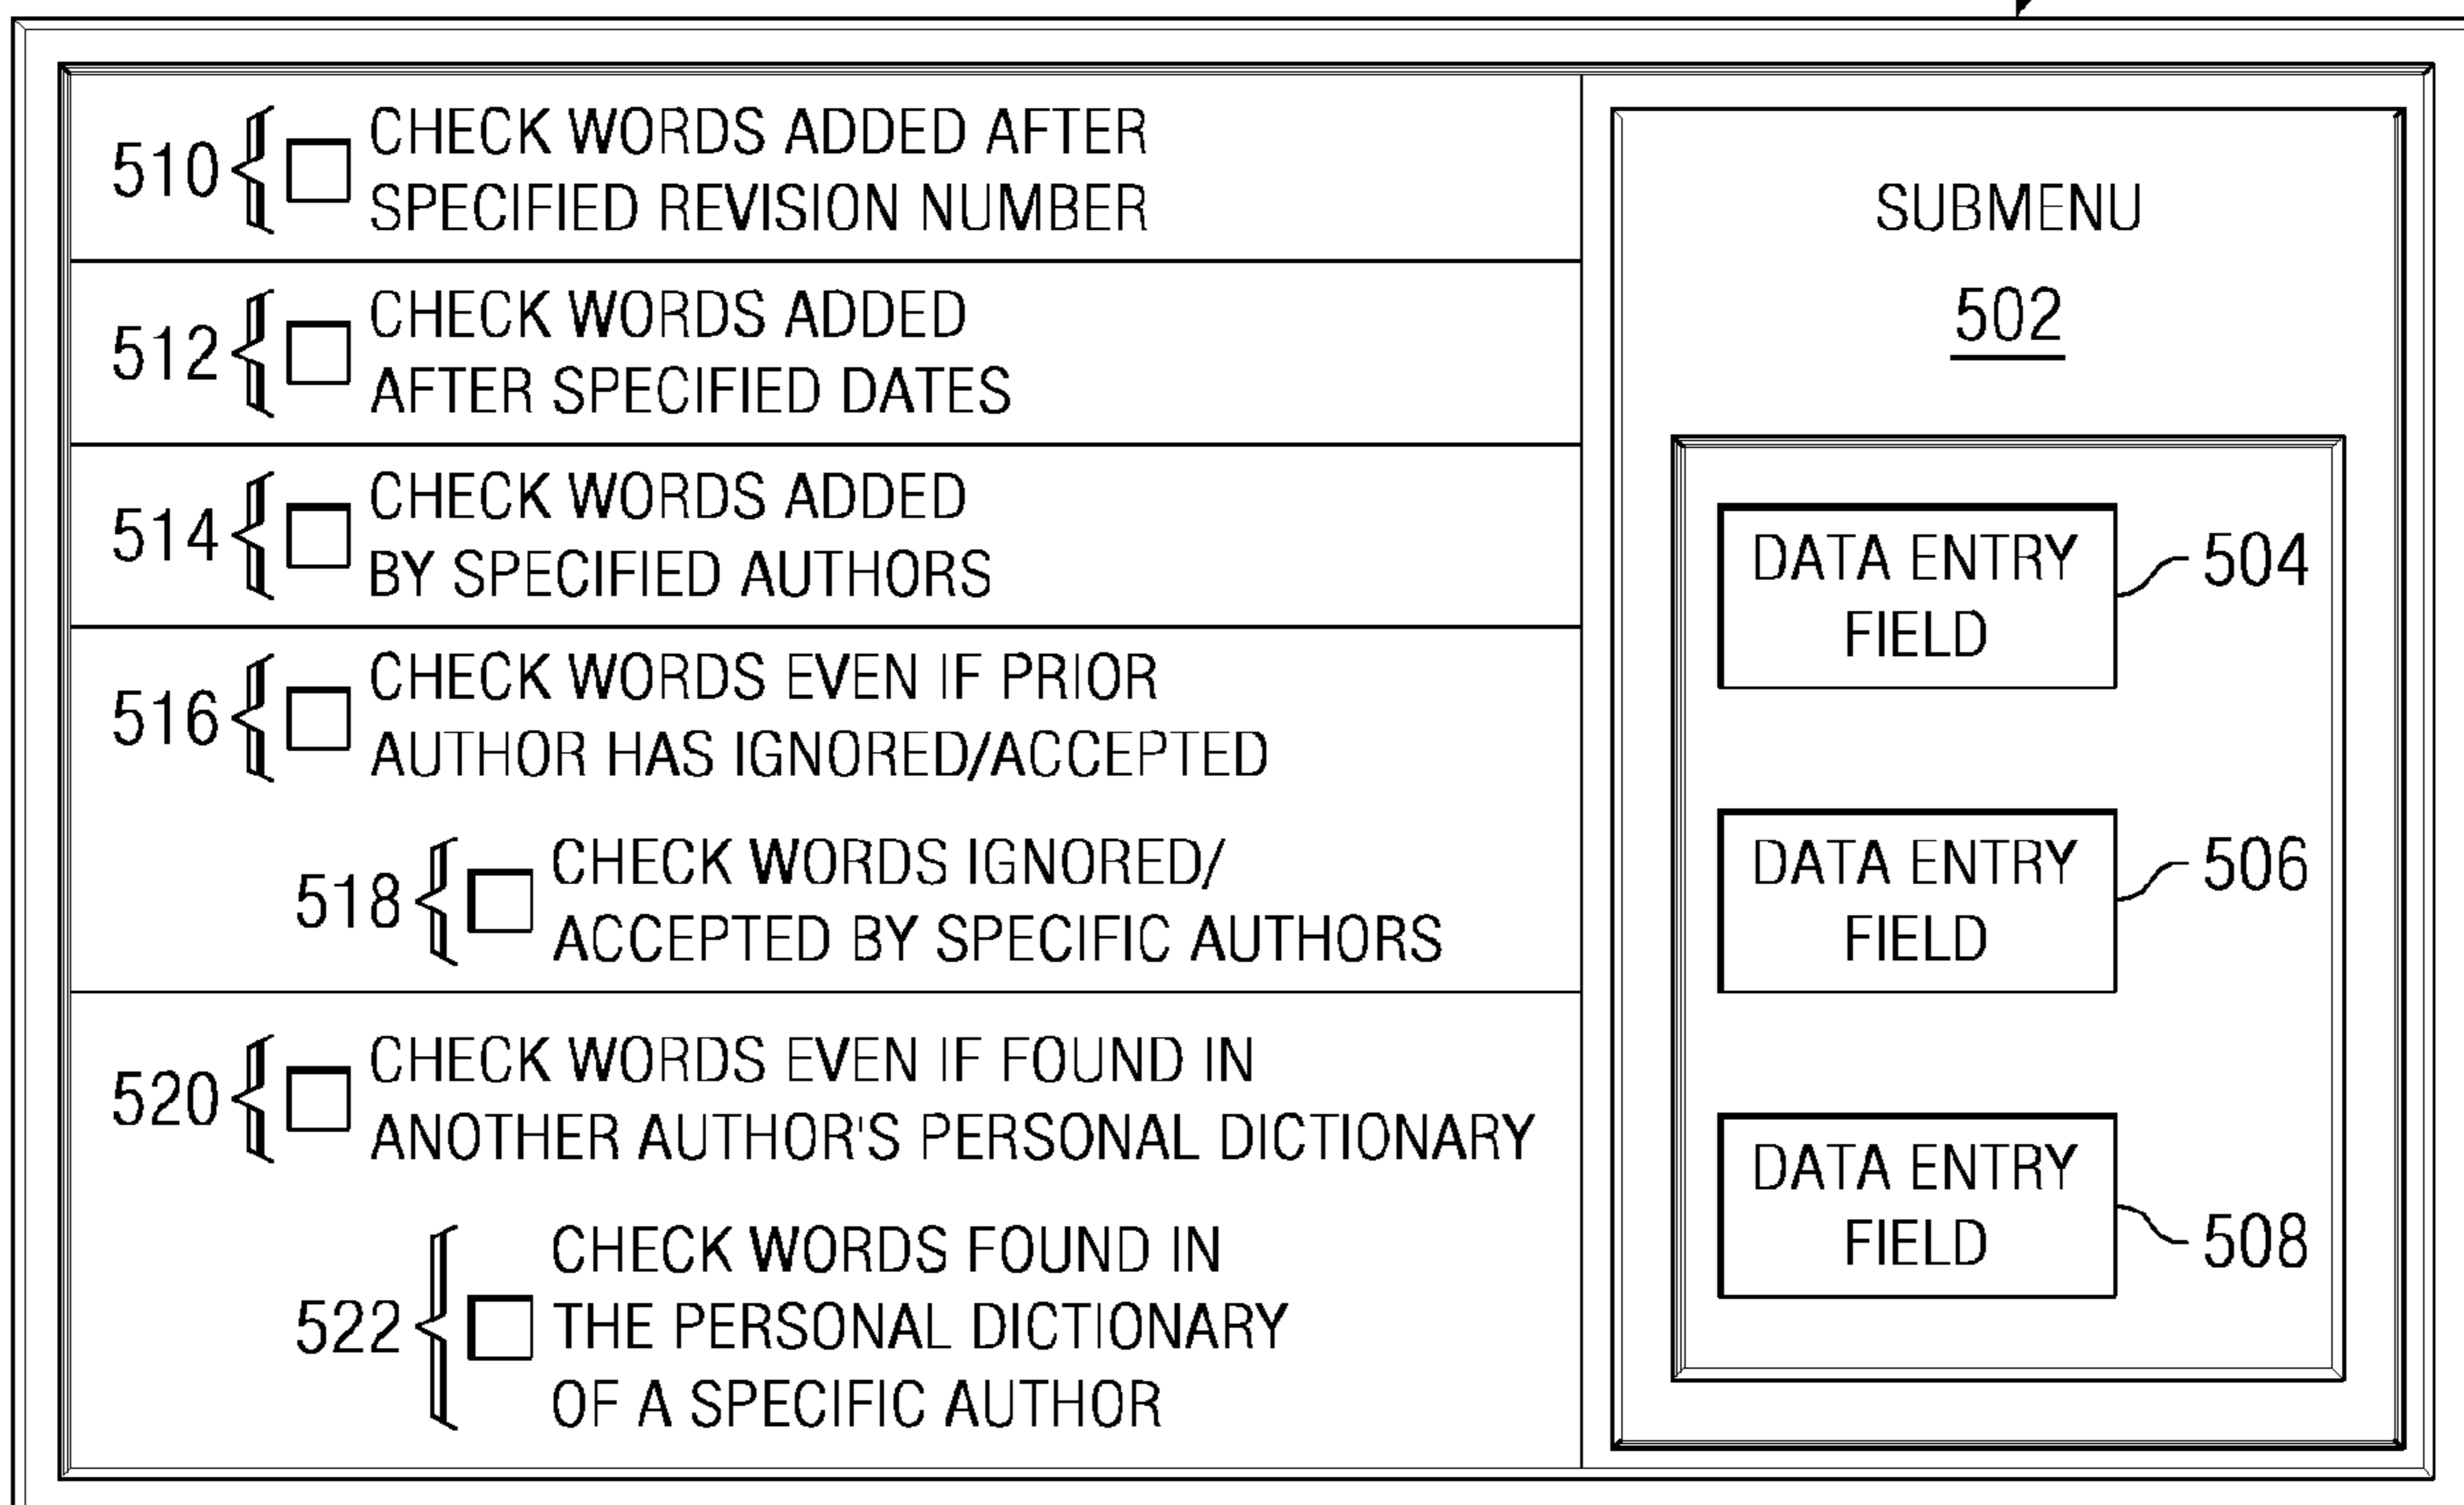 510 CHECK WORDS ADDED AFTER
SPECIFIED REVISION NUMBER
512 CHECK WORDS ADDED
AFTER SPECIFIED DATES
514 CHECK WORDS ADDED
BY SPECIFIED AUTHORS
516 CHECK WORDS EVEN IF PRIOR
AUTHOR HAS IGNORED/ACCEPTED
518 CHECK WORDS IGNORED/
ACCEPTED BY SPECIFIC AUTHORS
520 CHECK WORDS EVEN IF FOUND IN
ANOTHER AUTHOR'S PERSONAL DICTIONARY
522 CHECK WORDS FOUND IN
THE PERSONAL DICTIONARY
OF A SPECIFIC AUTHOR
SUBMENU
502
DATA ENTRY
FIELD
504
DATA ENTRY
FIELD
506
DATA ENTRY
FIELD
508